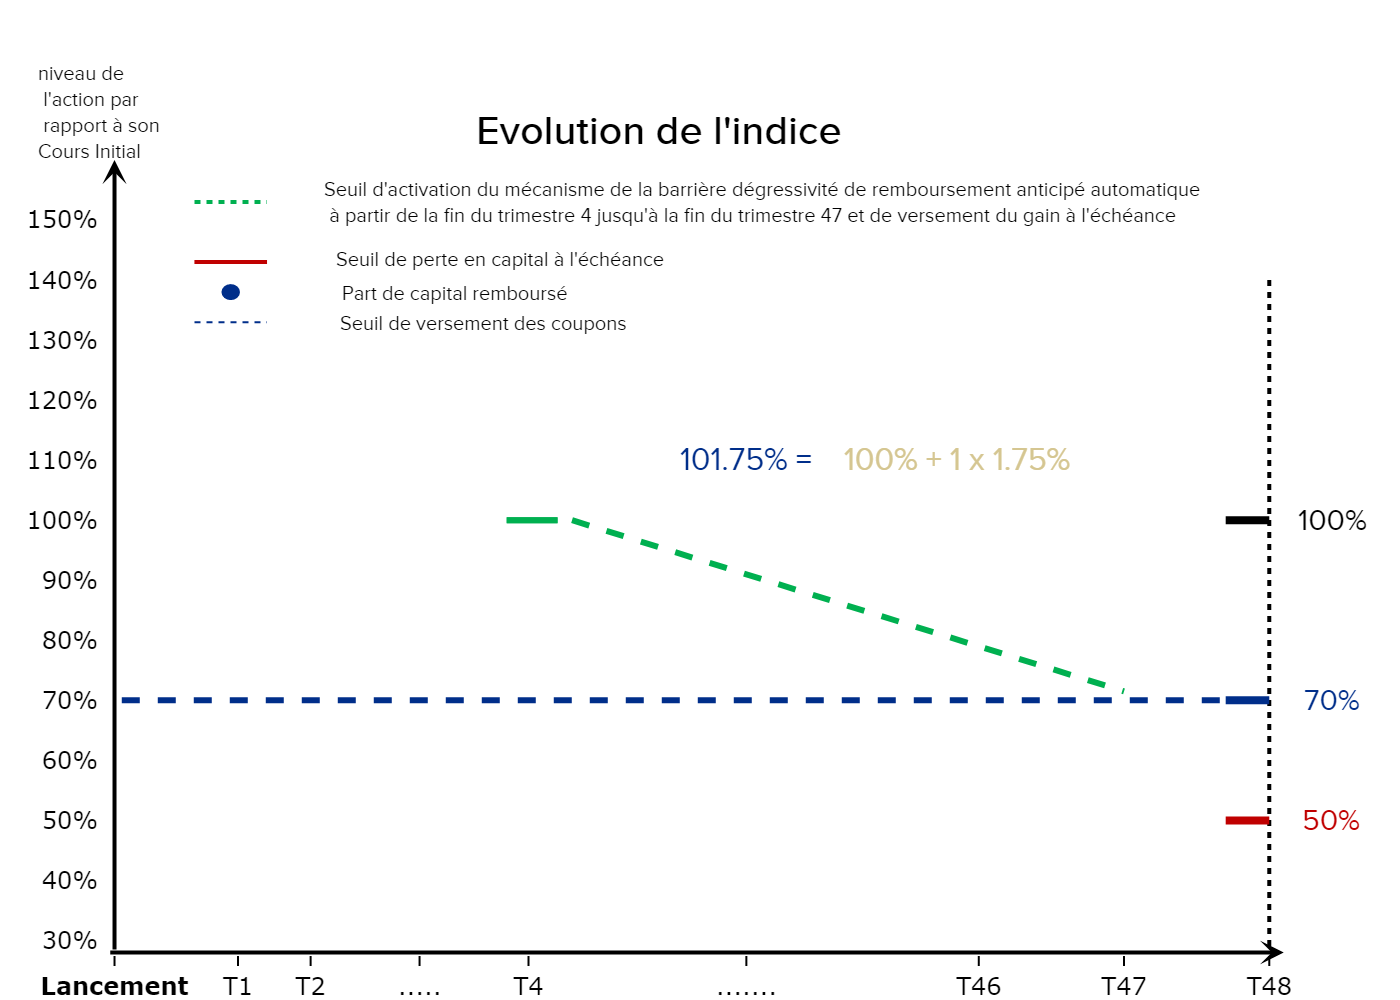 niveau de
l'action par
rapport à son
Cours Initial
Evolution de l'indice
Seuil d'activation du mécanisme de la barrière dégressivité de remboursement anticipé automatique
à partir de la fin du trimestre 4 jusqu'à la fin du trimestre 47 et de versement du gain à l'échéance
Seuil de perte en capital à l'échéance
Part de capital remboursé
Seuil de versement des coupons
150%
140%
130%
120%
110%
101.75% = 100% + 1 x 1.75%
100%
100%
90%
80%
70%
70%
60%
50%
50%
40%
30%
Lancement T1 T2 ..... T4 ....... T46 T47 T48